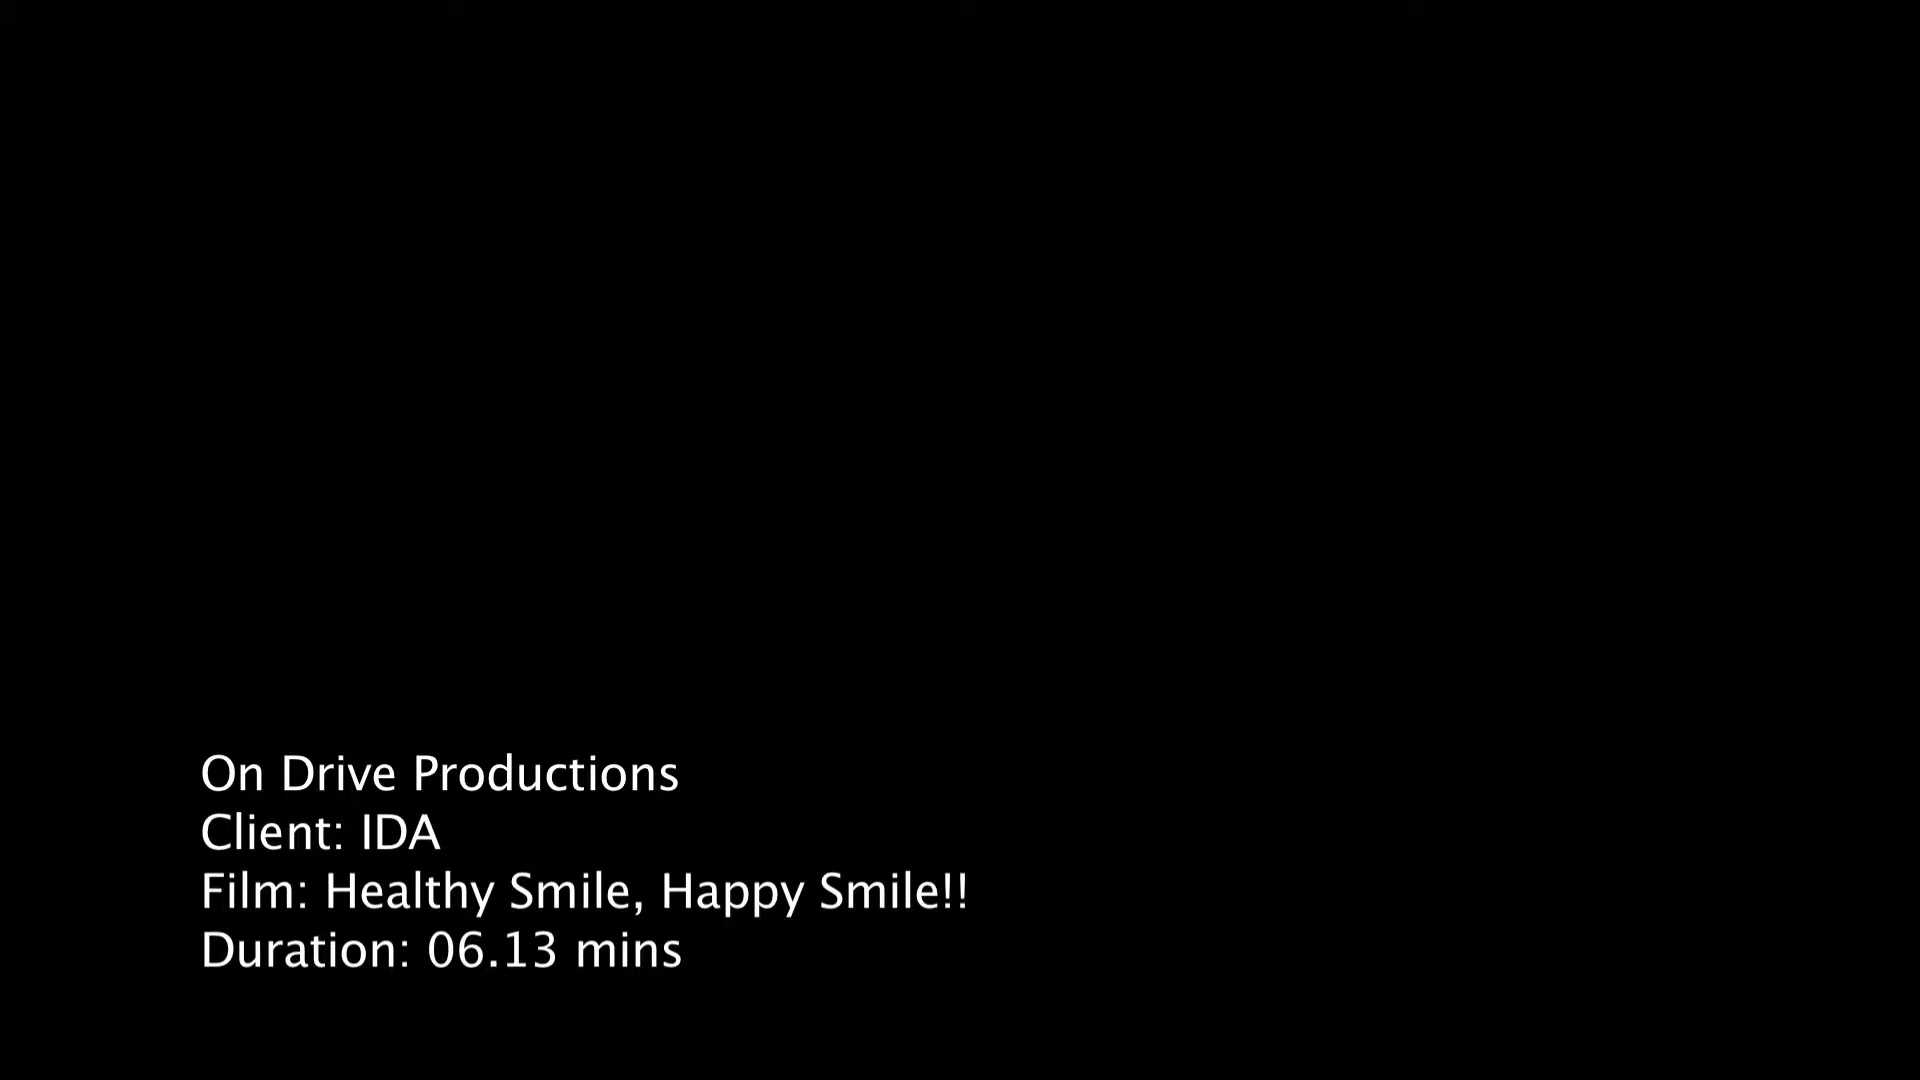 On Drive Productions
Client: IDA
Film: Healthy Smile, Happy Smile!!
Duration: 06.13 mins